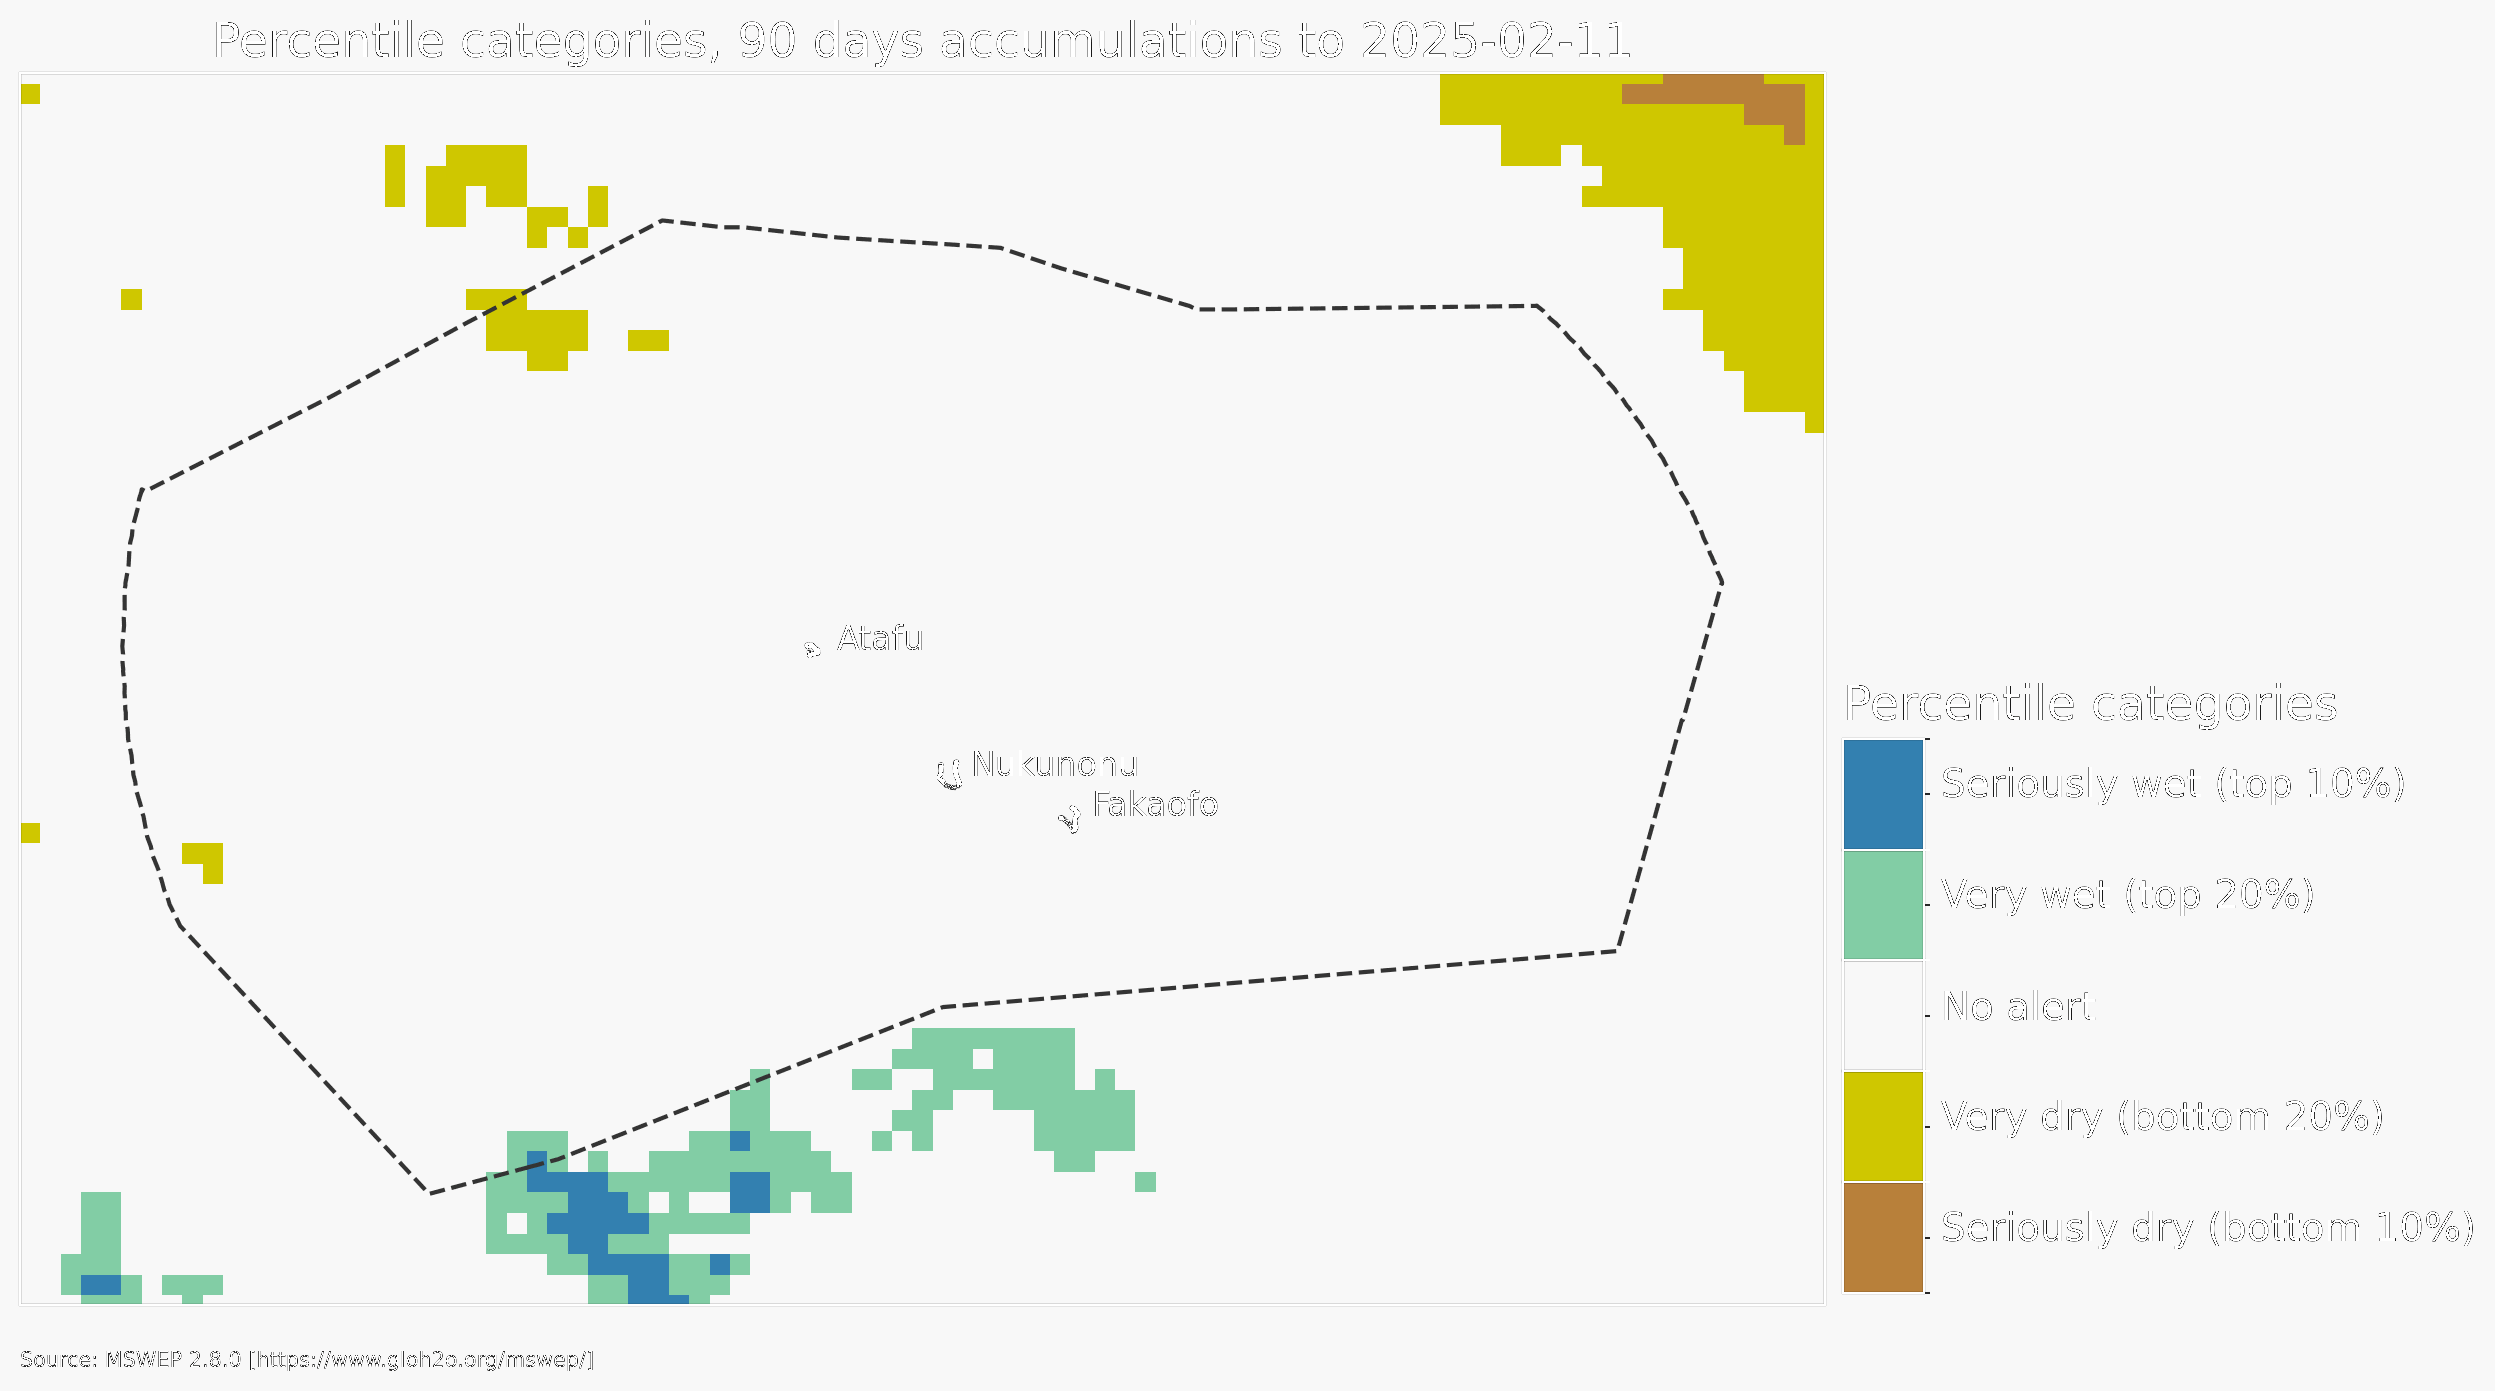 Percentile categories, 90 days accumulations to 2025-02-11
Atafu
Nukunonu
Fakaofo
Percentile categories
Seriously wet (top 10%)
Very wet (top 20%)
No alert
Very dry (bottom 20%)
Seriously dry (bottom 10%)
Source: MSWEP 2.8.0 [https://www.gloh2o.org/mswep/]